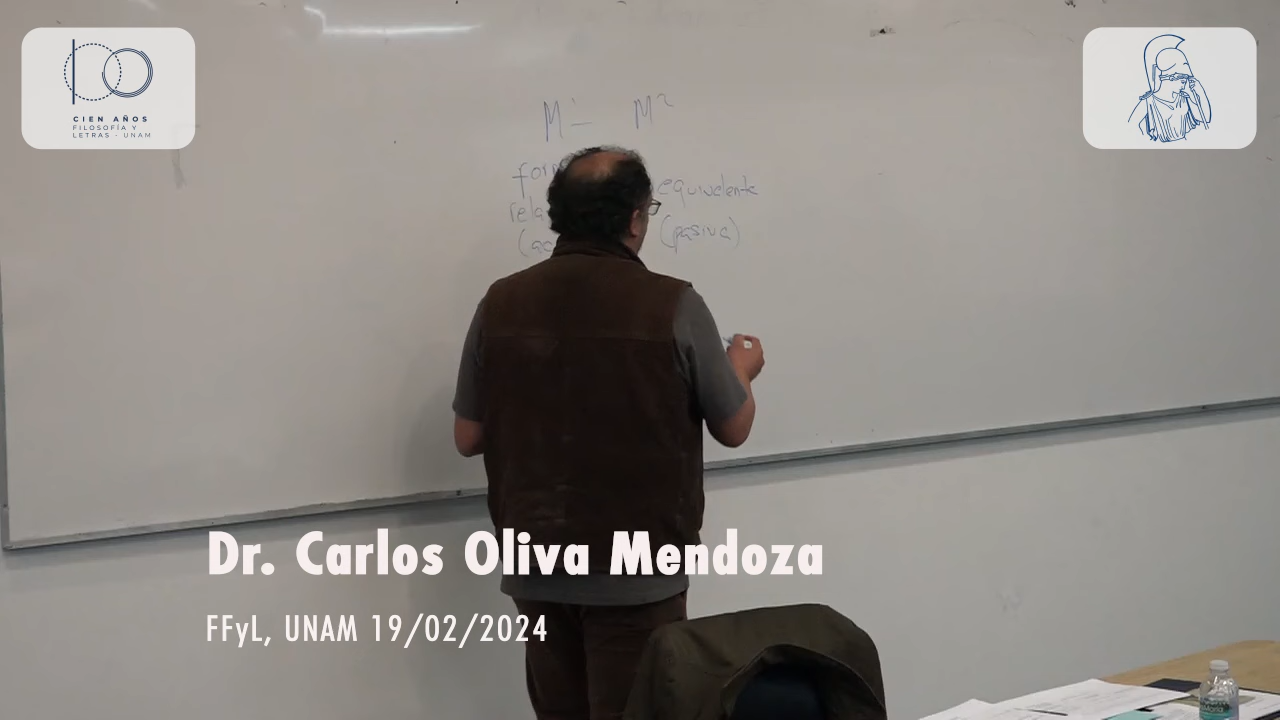 CIEN AÑOS
FILOSOFÍA Y
LETRAS - UNAM
M¹ – M²
equivalente
(pasiva)
Dr. Carlos Oliva Mendoza
FFyL, UNAM 19/02/2024